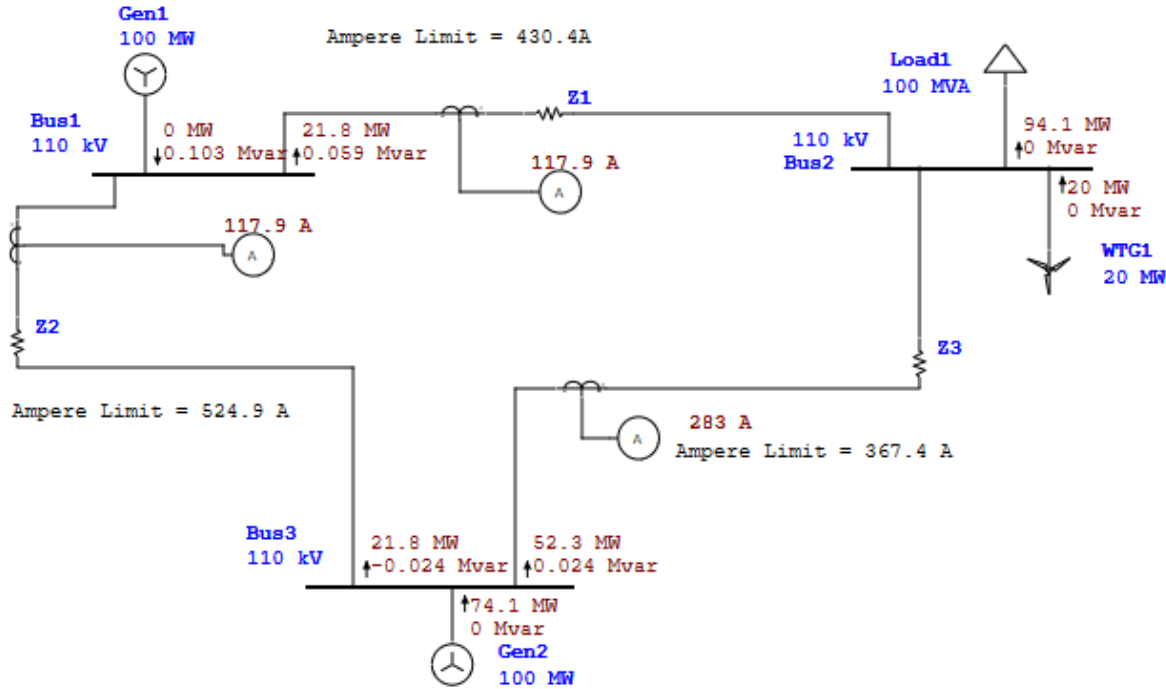 Gen1
100 MW
Ampere Limit = 430.4A
Load1
100 MVA
Z1
Bus1
110 kV
0 MW
0.103 Mvar
21.8 MW
0.059 Mvar
110 kV
Bus2
94.1 MW
0 Mvar
117.9 A
A
20 MW
0 Mvar
117.9 A
A
WTG1
20 MW
Z2
Z3
Ampere Limit = 524.9 A
283 A
A
Ampere Limit = 367.4 A
Bus3
110 kV
21.8 MW
-0.024 Mvar
52.3 MW
0.024 Mvar
74.1 MW
0 Mvar
Gen2
100 MW